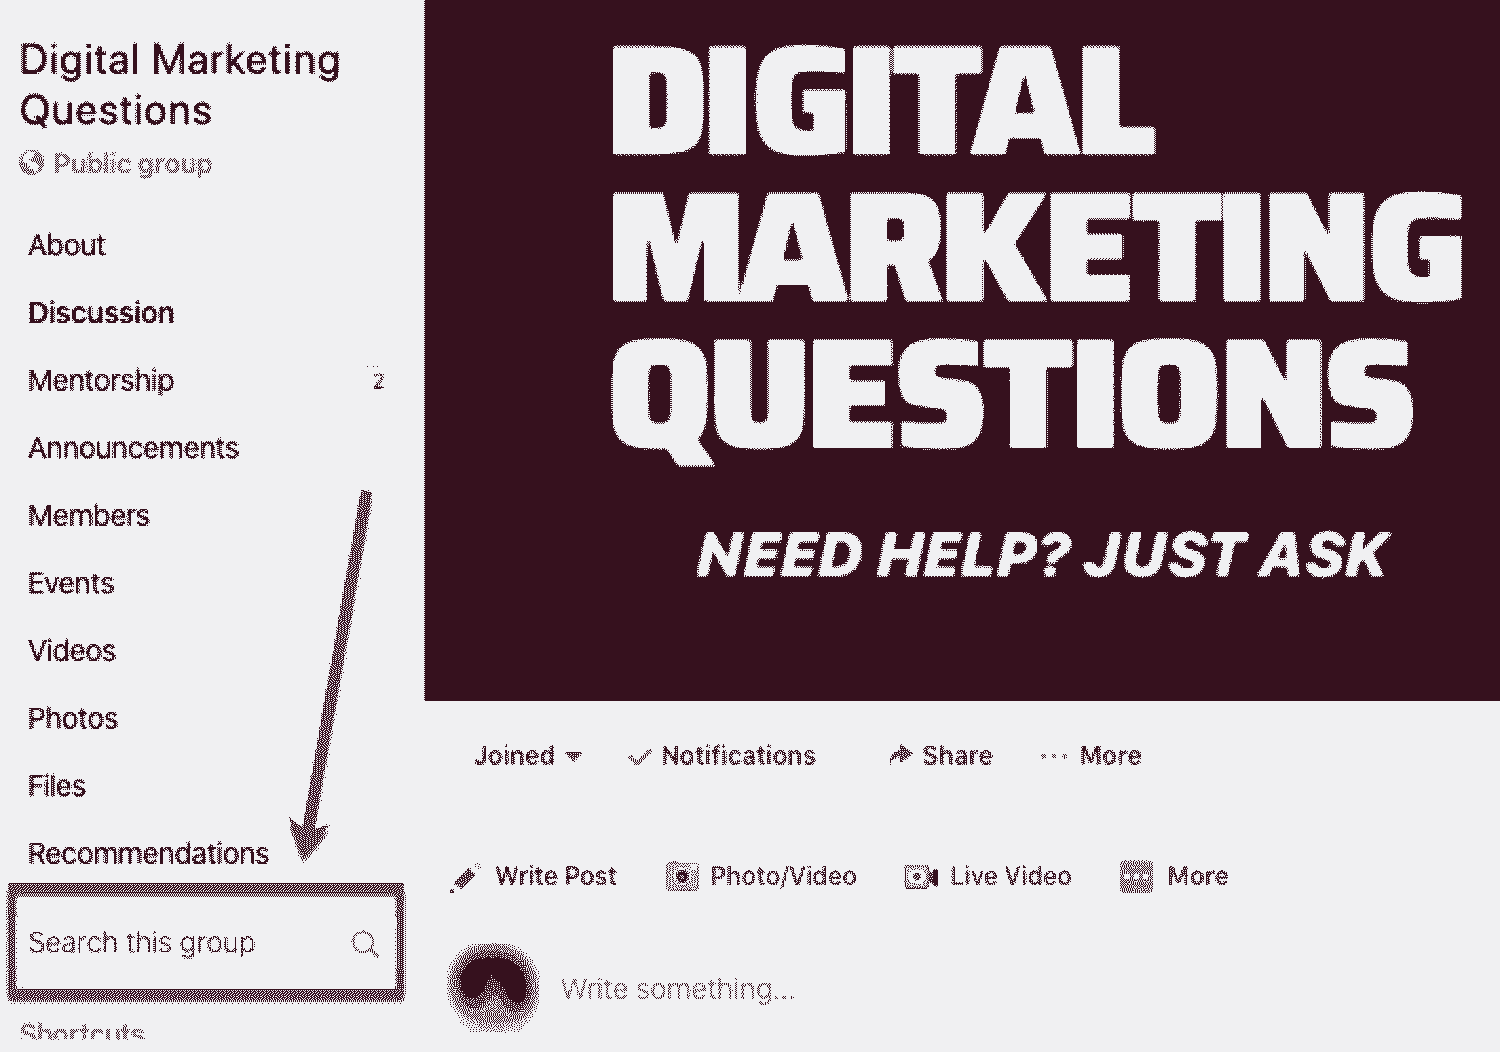 Digital Marketing
Questions
Public group
About
Discussion
Mentorship 2
Announcements
Members
Events
Videos
Photos
Files
Recommendations
Search this group
Shortcuts
DIGITAL
MARKETING
QUESTIONS
NEED HELP? JUST ASK
Joined Notifications Share ... More
Write Post Photo/Video Live Video More
Write something...